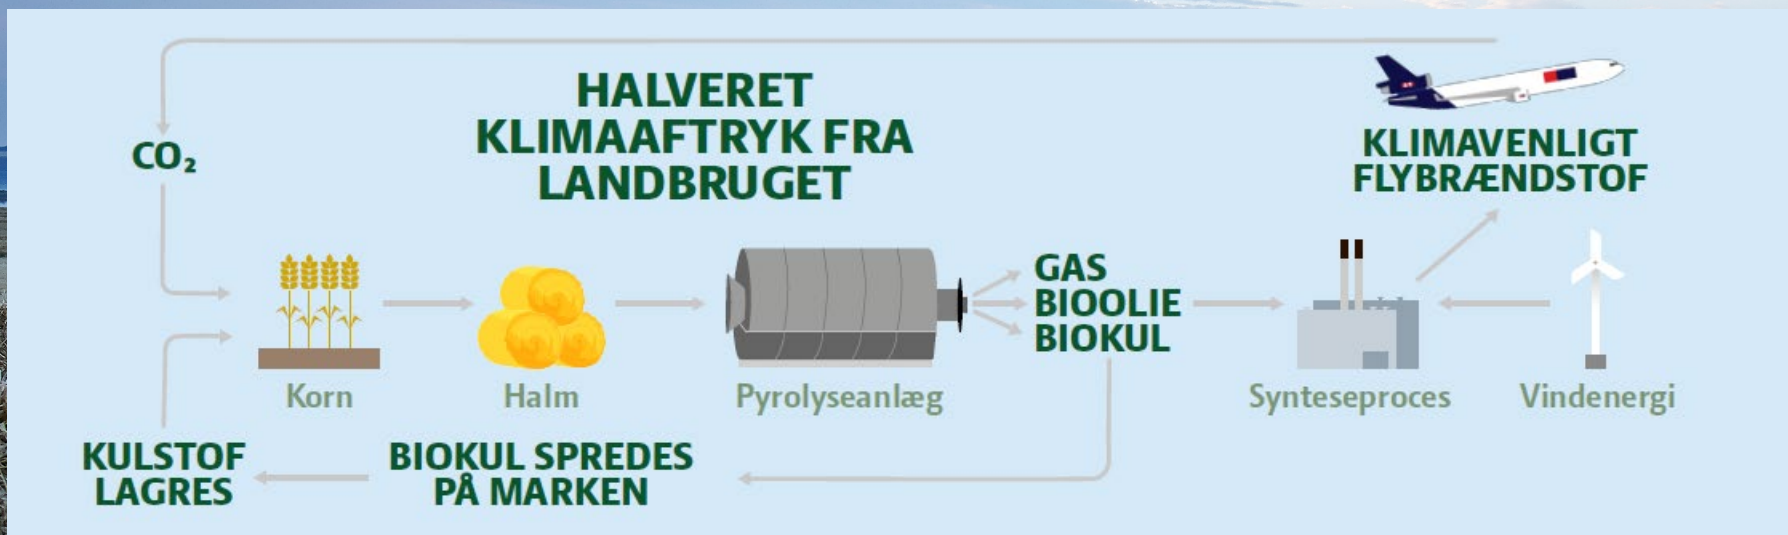 HALVERET
KLIMAAFTRYK FRA
LANDBRUGET
CO₂
KLIMAVENLIGT
FLYBRÆNDSTOF
GAS
BIOOLIE
BIOKUL
Korn
Halm
Pyrolyseanlæg
Synteseproces
Vindenergi
KULSTOF
LAGRES
BIOKUL SPREDES
PÅ MARKEN